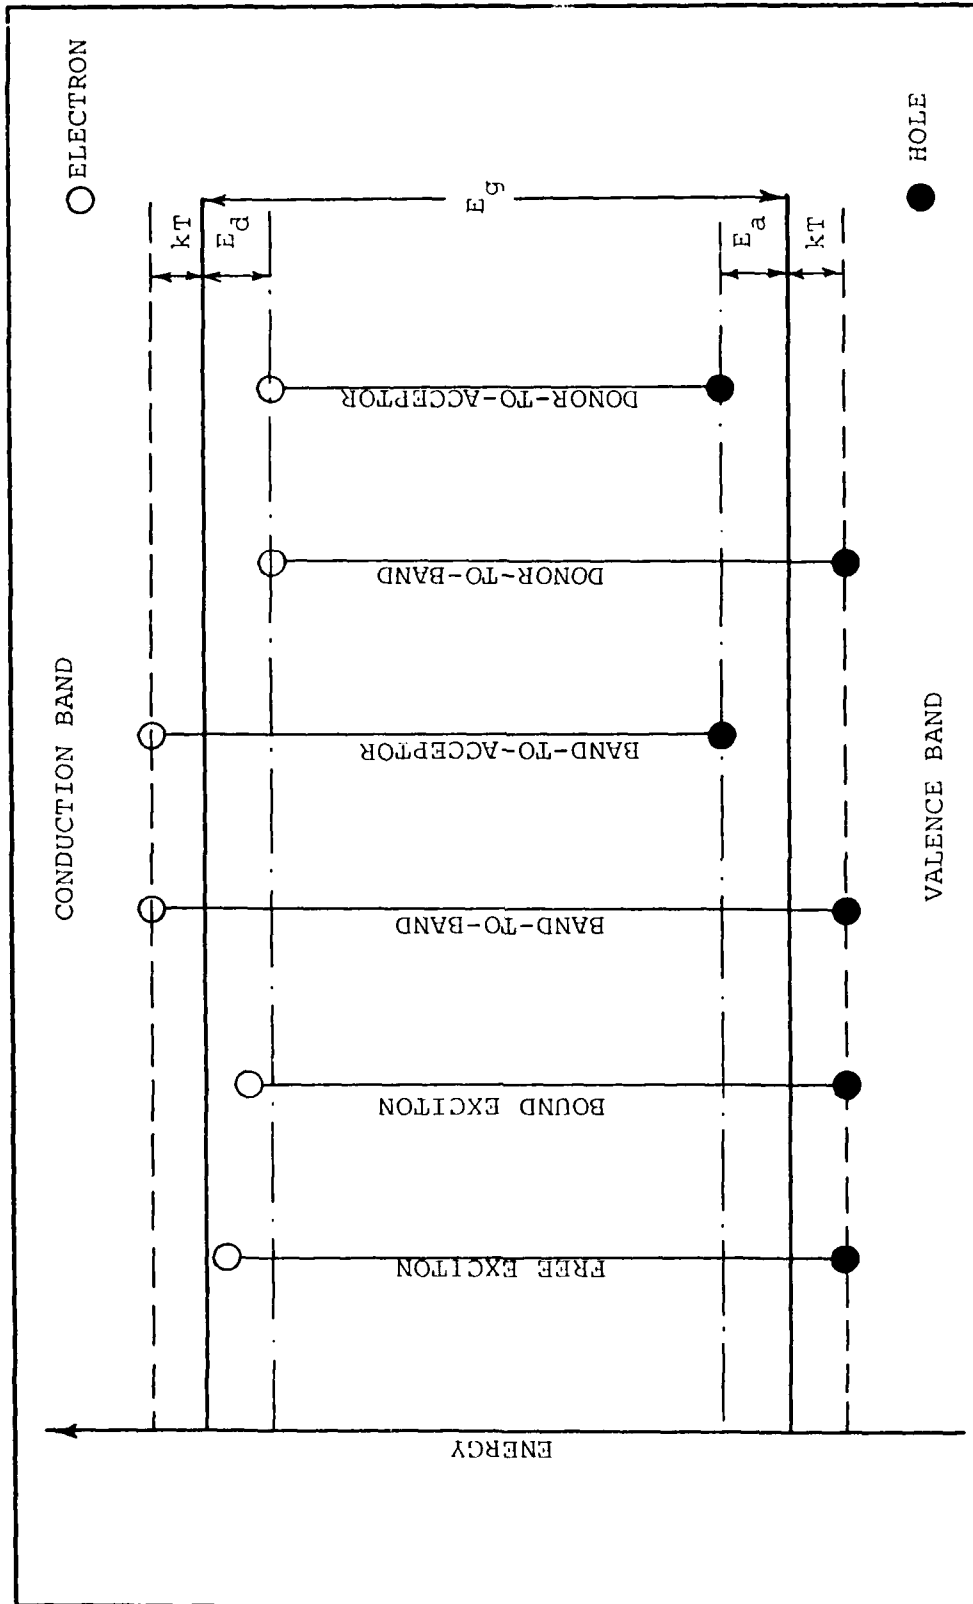 CONDUCTION BAND
ELECTRON
kT
E_d
E_g
E_a
kT
ENERGY
FREE EXCITON
BOUND EXCITON
BAND-TO-BAND
BAND-TO-ACCEPTOR
DONOR-TO-BAND
DONOR-TO-ACCEPTOR
VALENCE BAND
HOLE